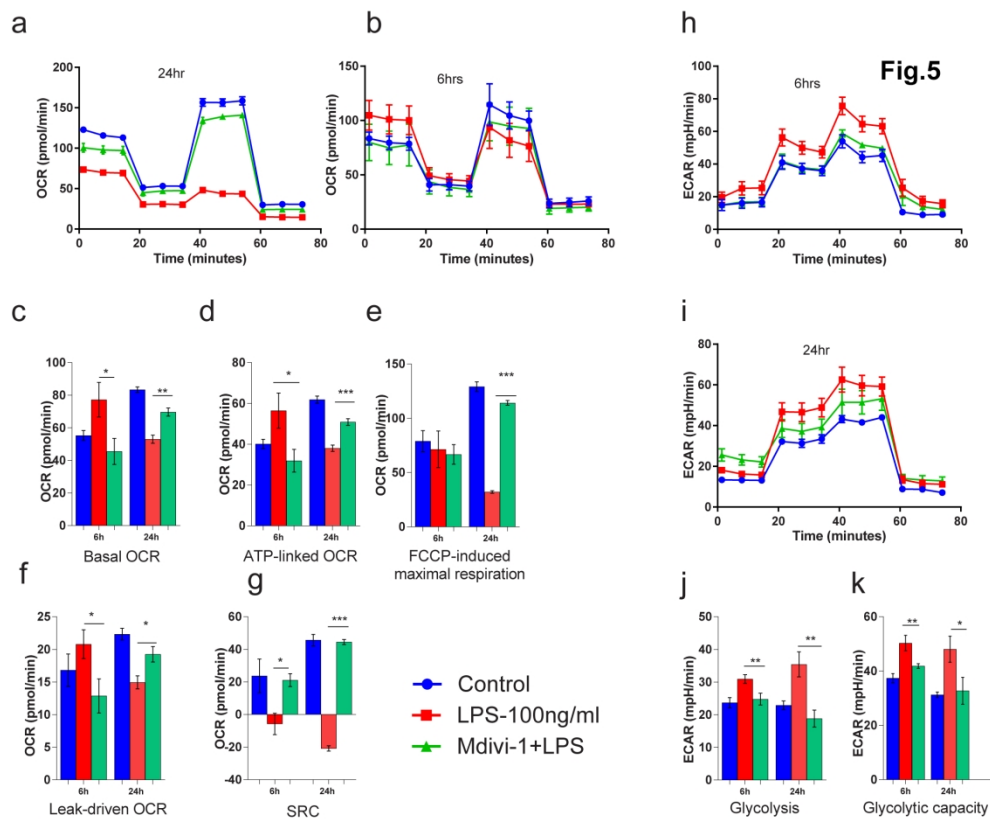 a
b
h
Fig.5
24hr
OCR (pmol/min)
200
150
100
50
0
0 20 40 60 80
Time (minutes)
6hrs
OCR (pmol/min)
150
100
50
0
0 20 40 60 80
Time (minutes)
6hrs
ECAR (mpH/min)
100
80
60
40
20
0
0 20 40 60 80
Time (minutes)
c
OCR (pmol/min)
100
80
60
40
20
0
*
**
6h 24h
Basal OCR
d
OCR (pmol/min)
80
60
40
20
0
*
***
6h 24h
ATP-linked OCR
e
OCR (pmol/min)
150
100
50
0
***
6h 24h
FCCP-induced
maximal respiration
i
24hr
ECAR (mpH/min)
80
60
40
20
0
0 20 40 60 80
Time (minutes)
f
OCR (pmol/min)
25
20
15
10
5
0
*
*
6h 24h
Leak-driven OCR
g
OCR (pmol/min)
60
40
20
0
-20
-40
*
***
6h 24h
SRC
Control
LPS-100ng/ml
Mdivi-1+LPS
j
ECAR (mpH/min)
50
40
30
20
10
0
**
**
6h 24h
Glycolysis
k
ECAR (mpH/min)
60
40
20
0
**
*
6h 24h
Glycolytic capacity